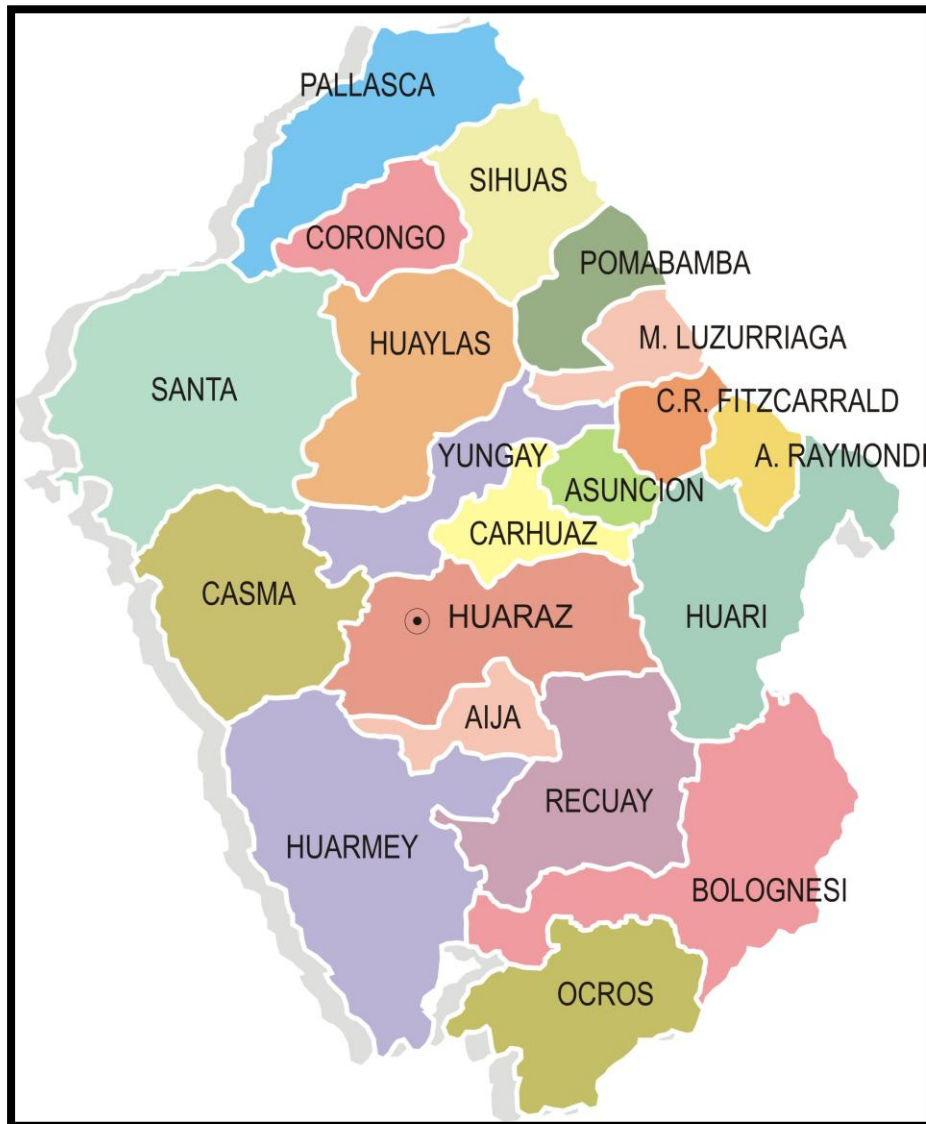 PALLASCA
SIHUAS
CORONGO
POMABAMBA
HUAYLAS
M. LUZURRIAGA
SANTA
C.R. FITZCARRALD
YUNGAY
A. RAYMONDI
ASUNCION
CARHUAZ
CASMA
HUARAZ
HUARI
AIJA
RECUAY
HUARMEY
BOLOGNESI
OCROS